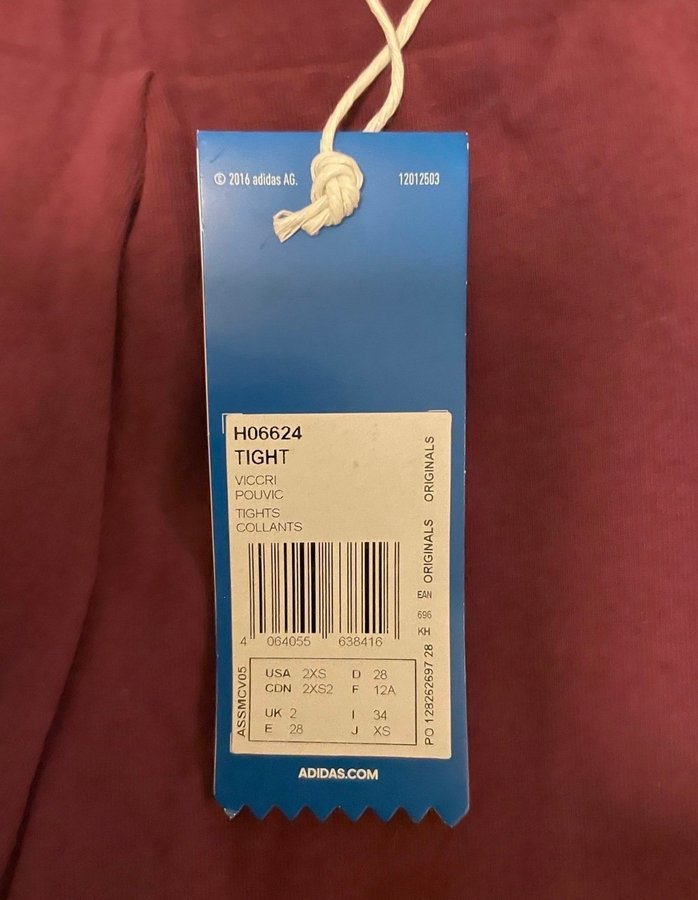 © 2016 adidas AG. 12012503
H06624
TIGHT
VICCRI
POUVIC
TIGHTS
COLLANTS
4 064055 638416
USA 2XS D 28
CDN 2XS2 F 12A
UK 2 I 34
E 28 J XS
ASSMCV05
ORIGINALS
ORIGINALS
EAN
696
KH
PO 128262697 28
ADIDAS.COM